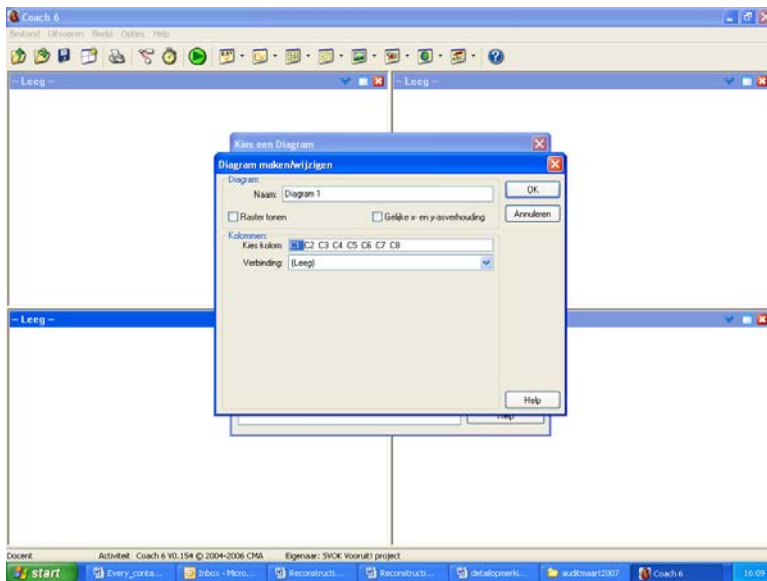 Coach 6
Bestand Uitvoeren Beeld Opties Help
-- Leeg --
-- Leeg --
Kies een Diagram
Diagram maken/wijzigen
Diagram:
Naam: Diagram 1
OK
Raster tonen
Gelijke x- en y-asverhouding
Annuleren
Kolommen:
Kies kolom: C1 C2 C3 C4 C5 C6 C7 C8
Verbinding: (Leeg)
-- Leeg --
Help
Docent Activiteit Coach 6 V0.154 © 2004-2006 CMA Eigenaar: SVOK Vooruit! project
start Every_conta... Inbox - Micro... Reconstructi... Reconstructi... detailopmerki... auditmaart2007 Coach 6 16:09